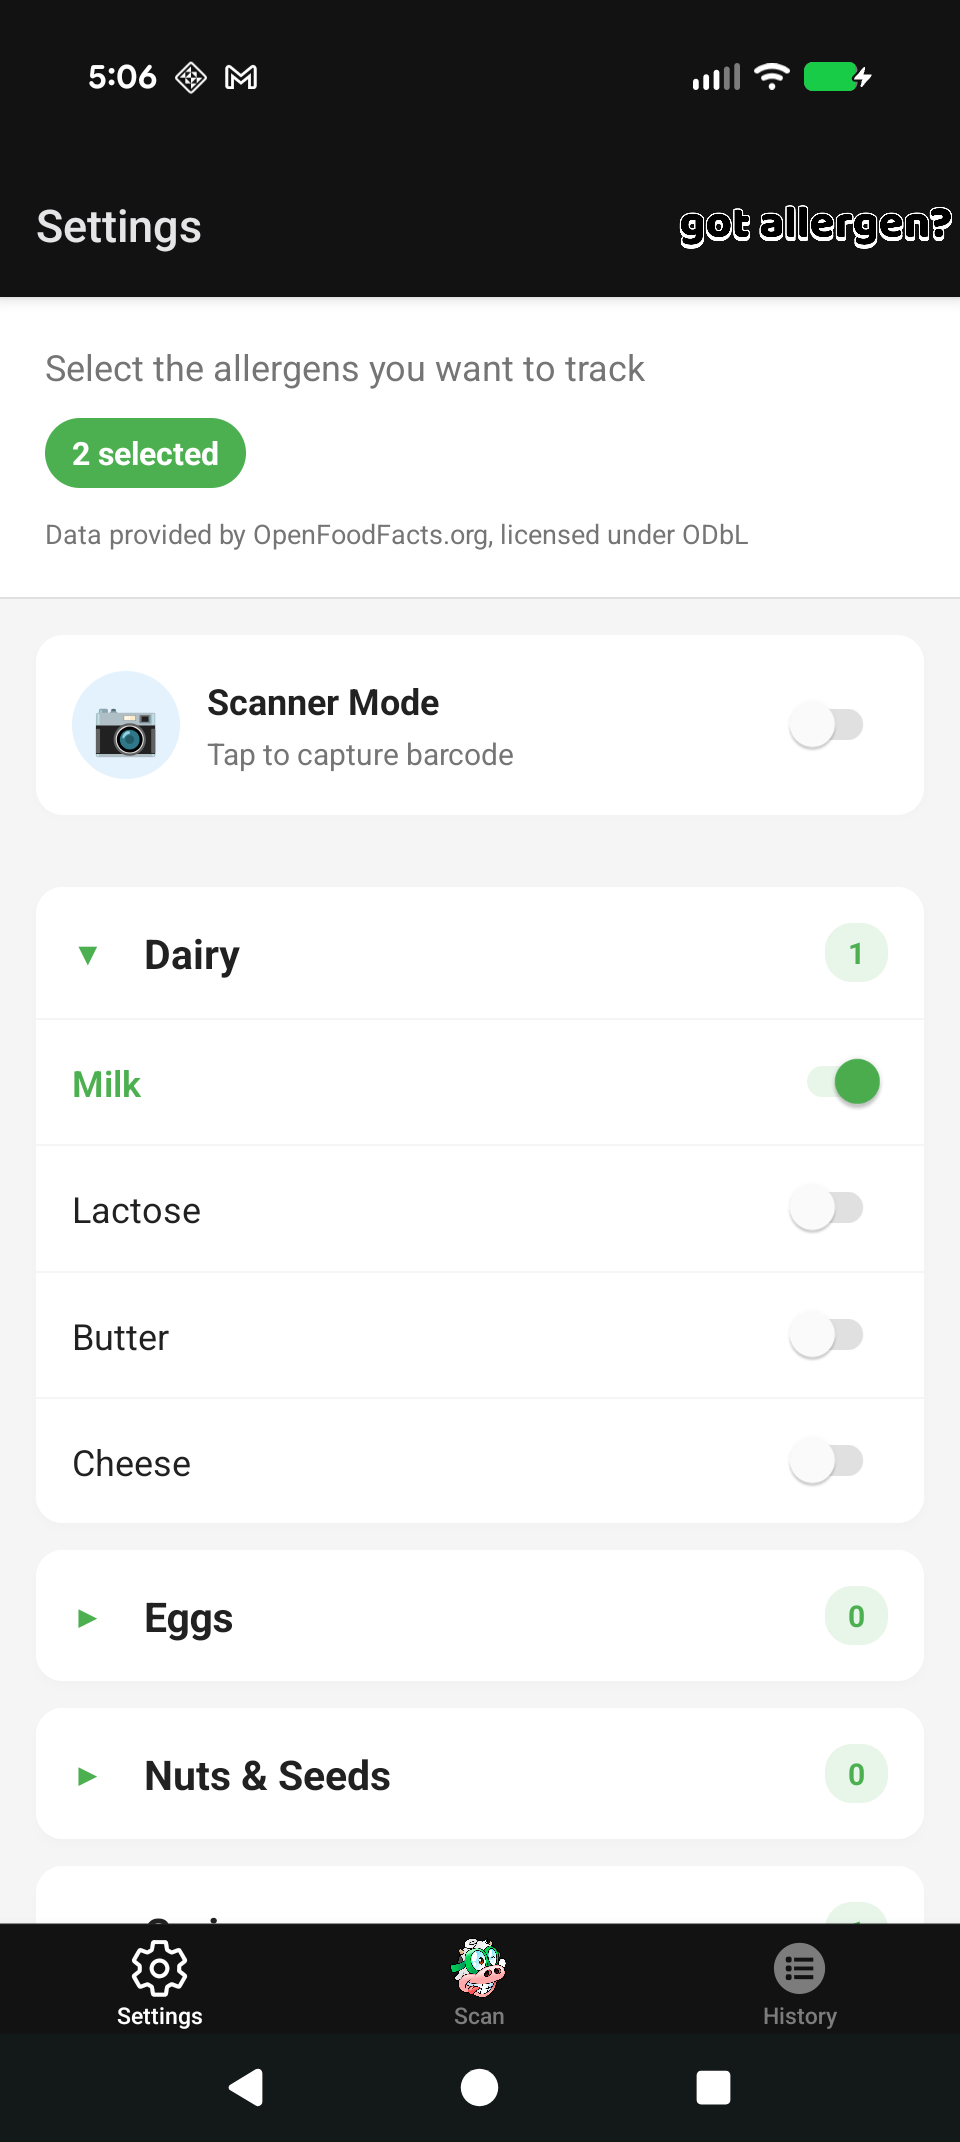 5:06
Settings
got allergen?
Select the allergens you want to track
2 selected
Data provided by OpenFoodFacts.org, licensed under ODbL
Scanner Mode
Tap to capture barcode
Dairy
1
Milk
Lactose
Butter
Cheese
Eggs
0
Nuts & Seeds
0
Settings
Scan
History